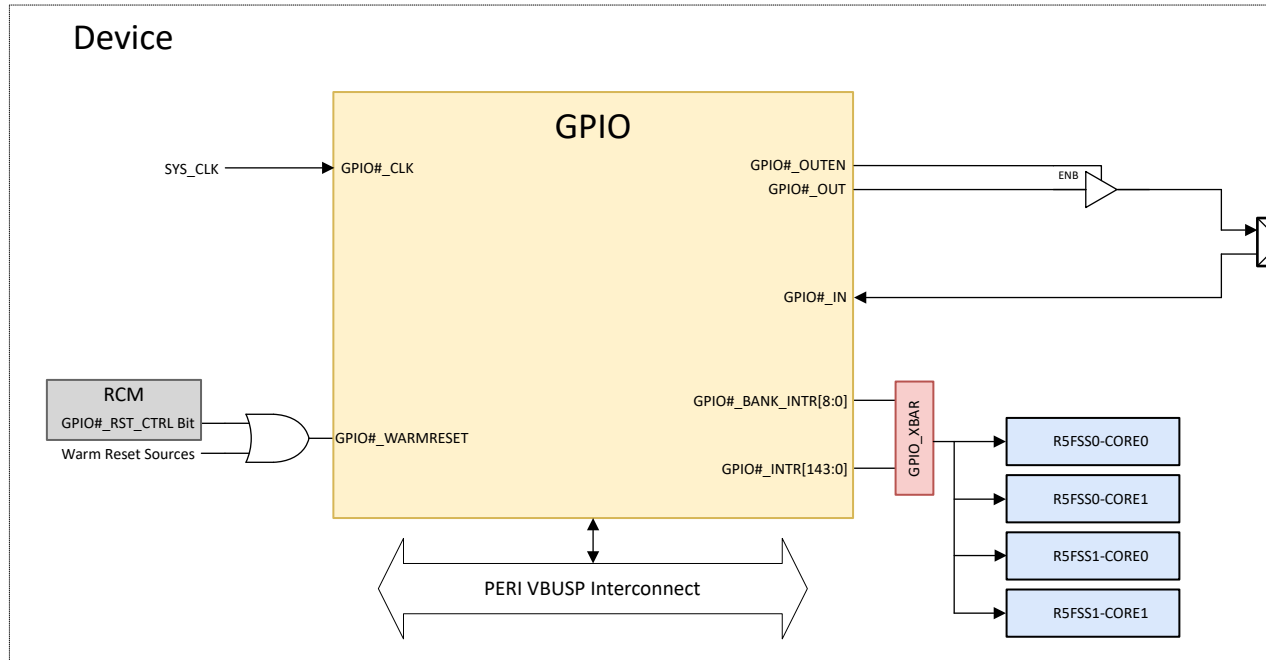 Device
GPIO
SYS_CLK
GPIO#_CLK
GPIO#_OUTEN
GPIO#_OUT
ENB
GPIO#_IN
RCM
GPIO#_RST_CTRL Bit
Warm Reset Sources
GPIO#_WARMRESET
GPIO#_BANK_INTR[8:0]
GPIO#_INTR[143:0]
GPIO_XBAR
R5FSS0-CORE0
R5FSS0-CORE1
R5FSS1-CORE0
R5FSS1-CORE1
PERI VBUSP Interconnect